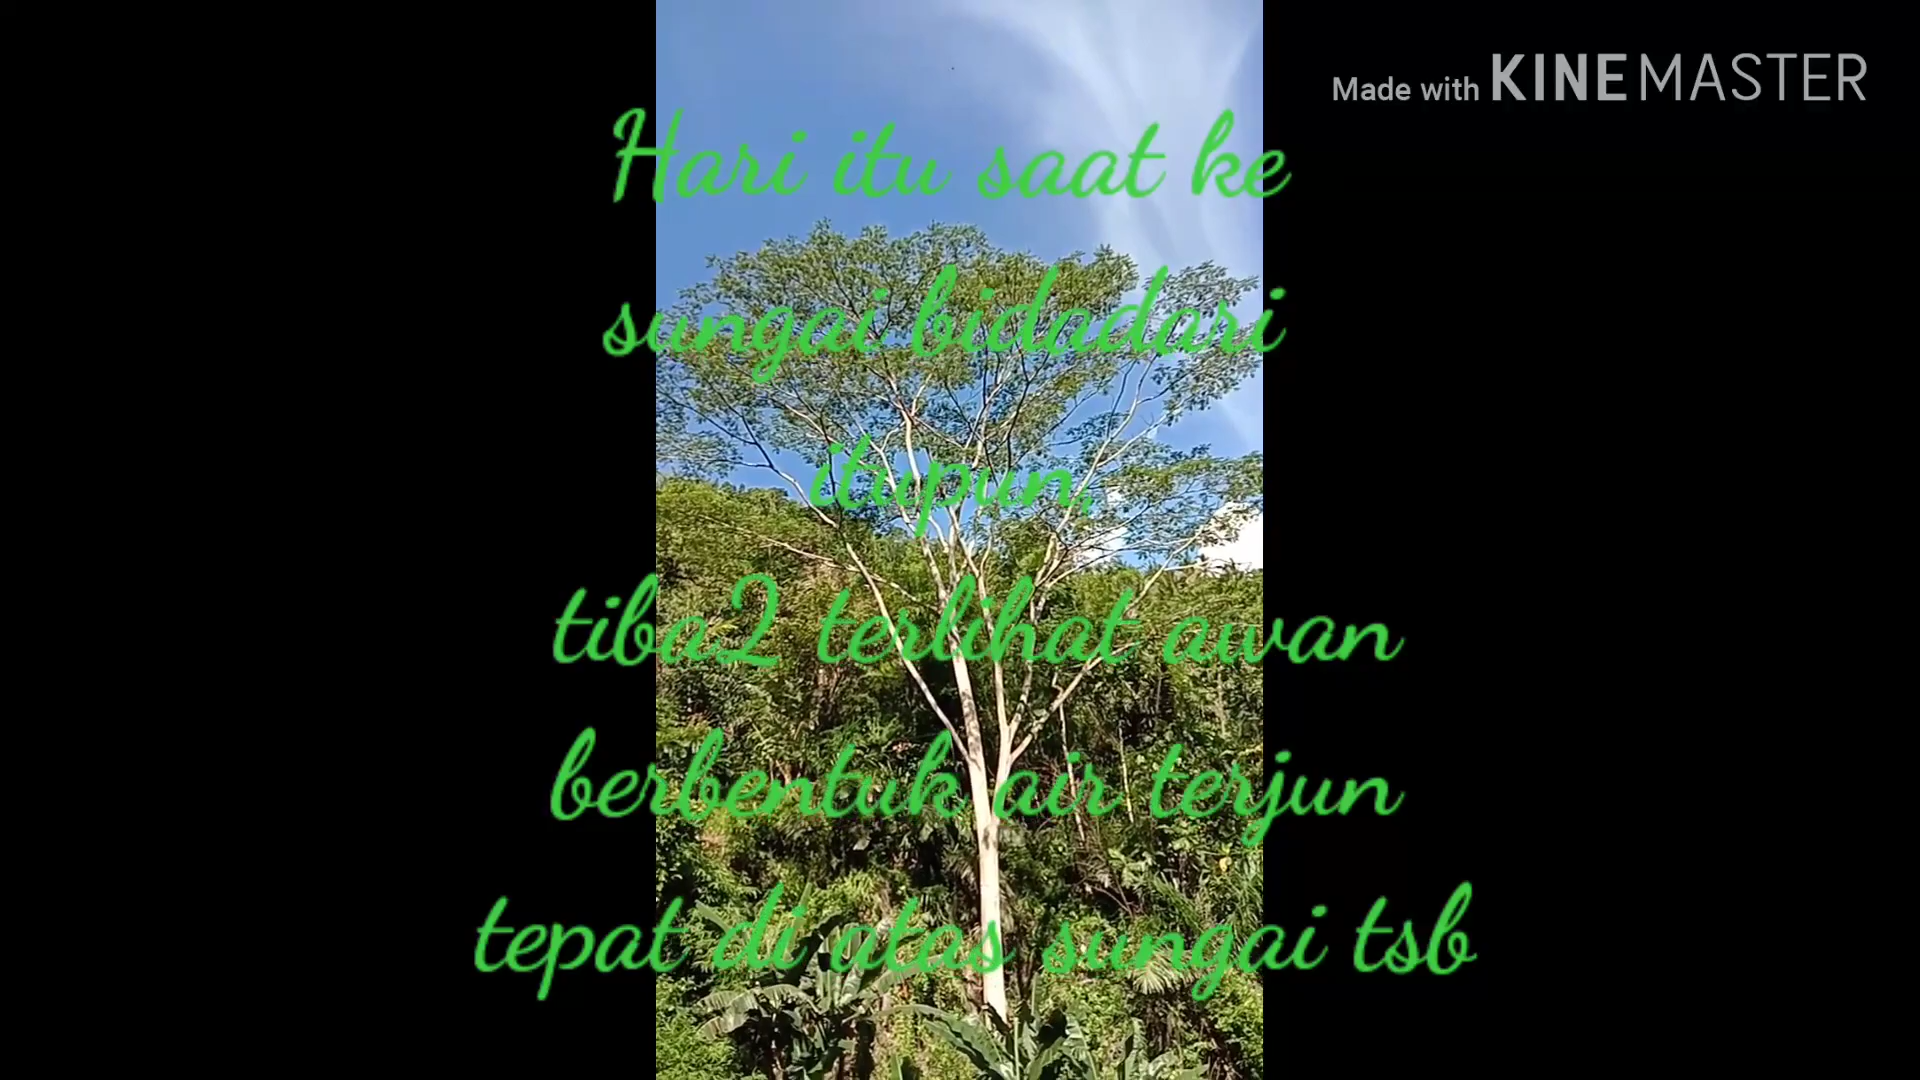 Made with KINEMASTER
Hari itu saat ke
sungai bidadari
itupun,
tiba2 terlihat awan
berbentuk air terjun
tepat di atas sungai tsb